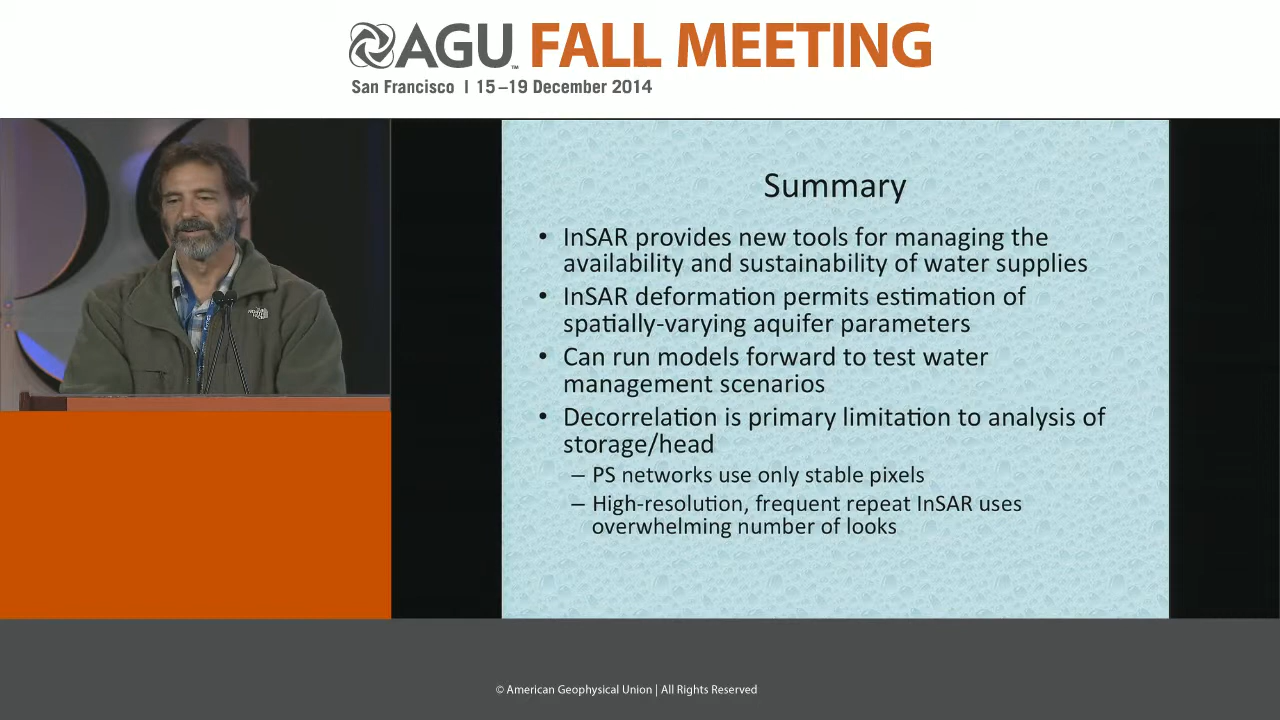 AGU™ FALL MEETING
San Francisco | 15–19 December 2014
Summary
• InSAR provides new tools for managing the
availability and sustainability of water supplies
• InSAR deformation permits estimation of
spatially-varying aquifer parameters
• Can run models forward to test water
management scenarios
• Decorrelation is primary limitation to analysis of
storage/head
– PS networks use only stable pixels
– High-resolution, frequent repeat InSAR uses
overwhelming number of looks
© American Geophysical Union | All Rights Reserved